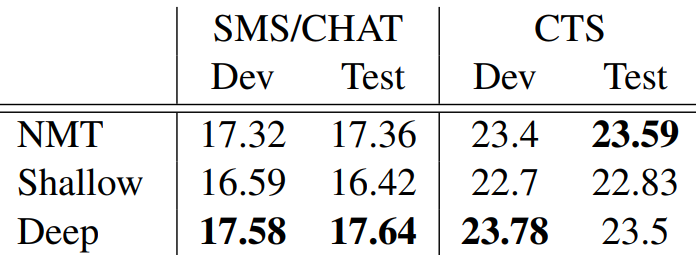 SMS/CHAT CTS
Dev Test Dev Test
NMT 17.32 17.36 23.4 23.59
Shallow 16.59 16.42 22.7 22.83
Deep 17.58 17.64 23.78 23.5